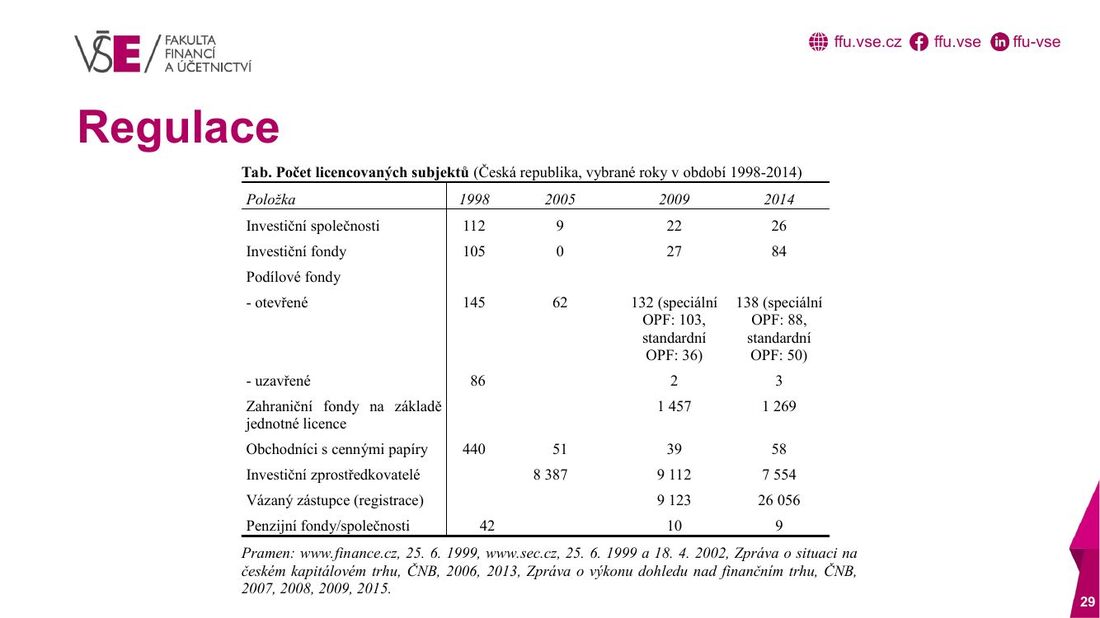 VŠE / FAKULTA
FINANCÍ
A ÚČETNICTVÍ
ffu.vse.cz ffu.vse ffu-vse
Regulace
Tab. Počet licencovaných subjektů (Česká republika, vybrané roky v období 1998-2014)
Položka 1998 2005 2009 2014
Investiční společnosti 112 9 22 26
Investiční fondy 105 0 27 84
Podílové fondy
- otevřené 145 62 132 (speciální 138 (speciální
OPF: 103, OPF: 88,
standardní standardní
OPF: 36) OPF: 50)
- uzavřené 86 2 3
Zahraniční fondy na základě 1 457 1 269
jednotné licence
Obchodníci s cennými papíry 440 51 39 58
Investiční zprostředkovatelé 8 387 9 112 7 554
Vázaný zástupce (registrace) 9 123 26 056
Penzijní fondy/společnosti 42 10 9
Pramen: www.finance.cz, 25. 6. 1999, www.sec.cz, 25. 6. 1999 a 18. 4. 2002, Zpráva o situaci na
českém kapitálovém trhu, ČNB, 2006, 2013, Zpráva o výkonu dohledu nad finančním trhu, ČNB,
2007, 2008, 2009, 2015.
29